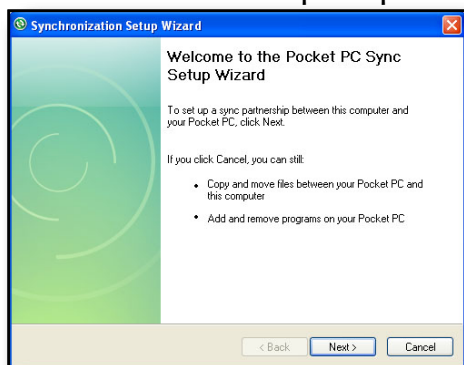 Synchronization Setup Wizard
Welcome to the Pocket PC Sync
Setup Wizard
To set up a sync partnership between this computer and
your Pocket PC, click Next.
If you click Cancel, you can still:
• Copy and move files between your Pocket PC and
this computer
• Add and remove programs on your Pocket PC
< Back Next > Cancel